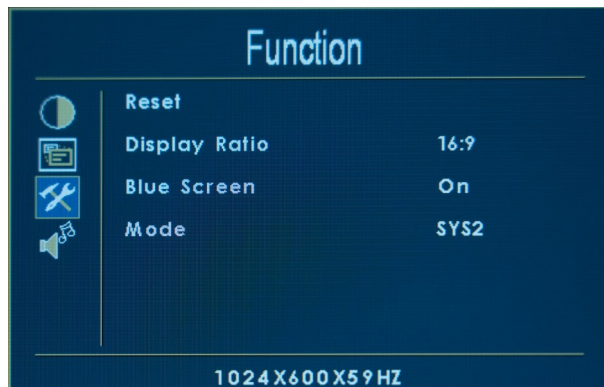 Function
Reset
Display Ratio 16:9
Blue Screen On
Mode SYS2
1024X600X59HZ